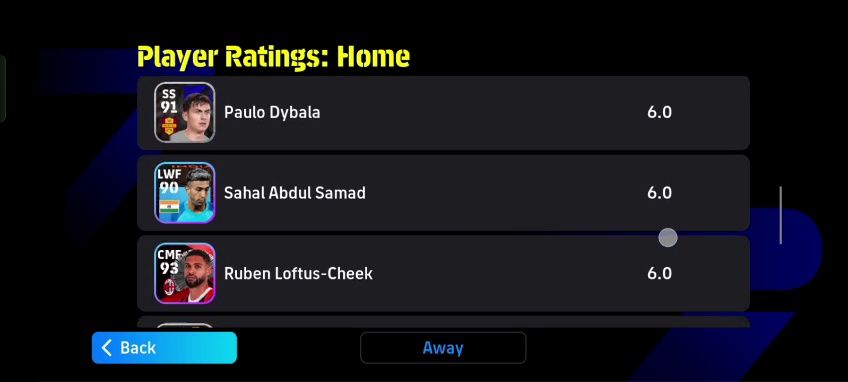 Player Ratings: Home
SS
91
Paulo Dybala
6.0
LWF
90
Sahal Abdul Samad
6.0
CMF
93
Ruben Loftus-Cheek
6.0
Back
Away